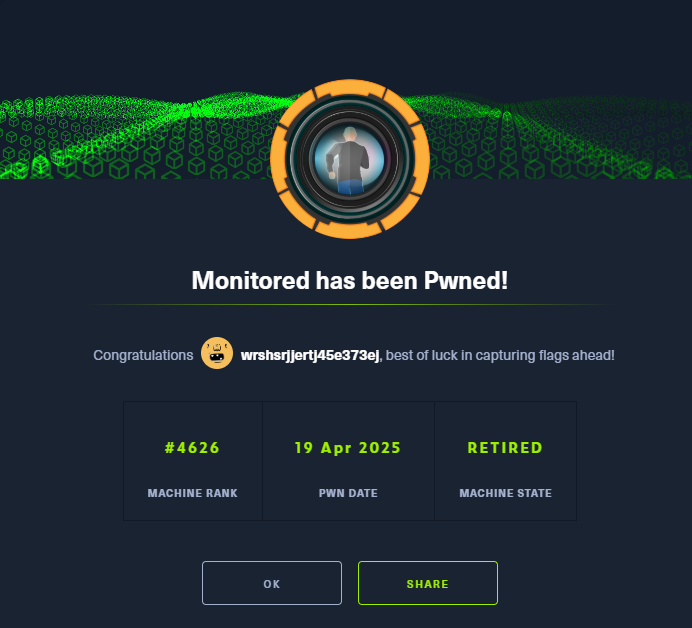 Monitored has been Pwned!
Congratulations wrshsrjjertj45e373ej, best of luck in capturing flags ahead!
#4626 19 Apr 2025 RETIRED
MACHINE RANK PWN DATE MACHINE STATE
OK SHARE